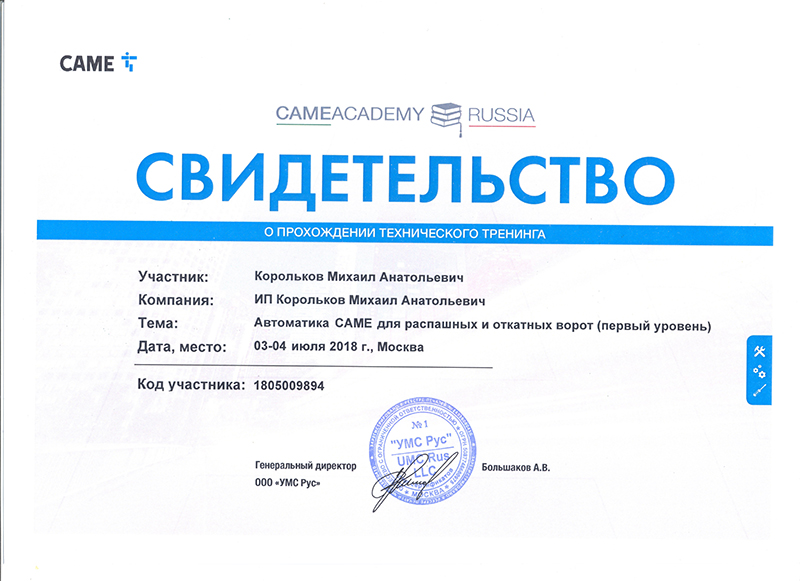 CAME
CAMEACADEMY RUSSIA
СВИДЕТЕЛЬСТВО
О ПРОХОЖДЕНИИ ТЕХНИЧЕСКОГО ТРЕНИНГА
Участник: Корольков Михаил Анатольевич
Компания: ИП Корольков Михаил Анатольевич
Тема: Автоматика CAME для распашных и откатных ворот (первый уровень)
Дата, место: 03-04 июля 2018 г., Москва
Код участника: 1805009894
№1
"УМС Рус"
UMC Rus
LLC
МОСКВА
С ОГРАНИЧЕННОЙ ОТВЕТСТВЕННОСТЬЮ
Генеральный директор
ООО «УМС Рус»
Большаков А.В.